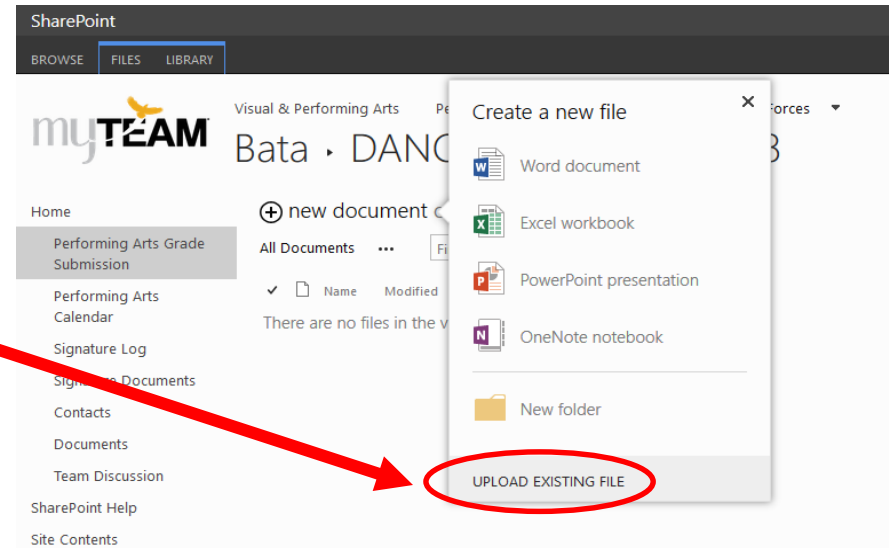 SharePoint
BROWSE FILES LIBRARY
myTEAM
Visual & Performing Arts
Forces
Bata ▸ DANC
Home
Performing Arts Grade
Submission
Performing Arts
Calendar
Signature Log
Signature Documents
Contacts
Documents
Team Discussion
SharePoint Help
Site Contents
new document
All Documents ...
Name Modified
There are no files in the v
Create a new file
Word document
Excel workbook
PowerPoint presentation
OneNote notebook
New folder
UPLOAD EXISTING FILE